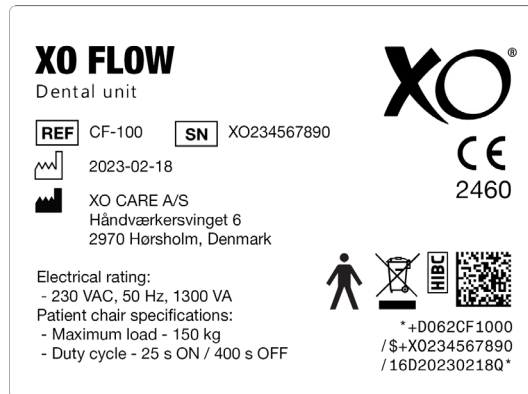 XO FLOW
Dental unit
REF CF-100 SN XO234567890
2023-02-18
XO CARE A/S
Håndværkersvinget 6
2970 Hørsholm, Denmark
Electrical rating:
- 230 VAC, 50 Hz, 1300 VA
Patient chair specifications:
- Maximum load - 150 kg
- Duty cycle - 25 s ON / 400 s OFF
XO®
CE
2460
HIBC
*+D062CF1000
/$+XO234567890
/16D20230218Q*